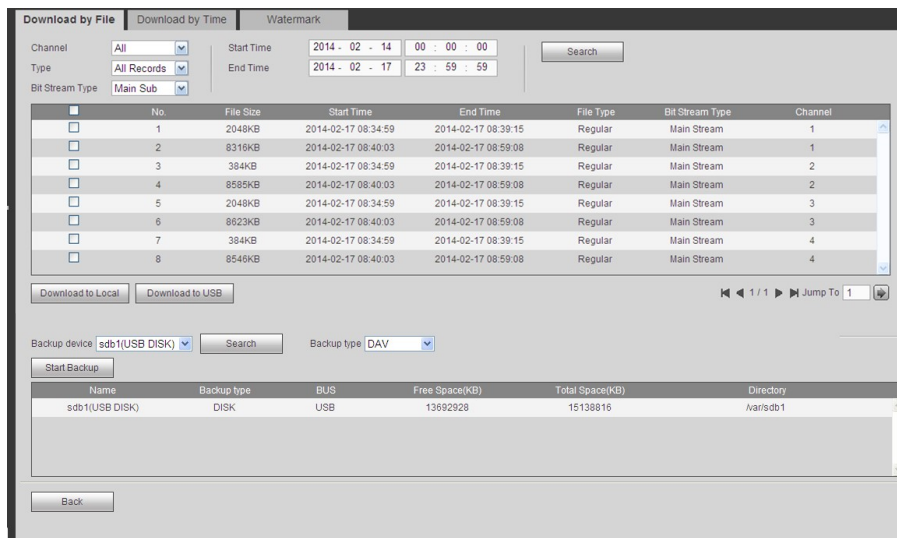 Download by File Download by Time Watermark
Channel All Start Time 2014 - 02 - 14 00 : 00 : 00 Search
Type All Records End Time 2014 - 02 - 17 23 : 59 : 59
Bit Stream Type Main Sub
No. File Size Start Time End Time File Type Bit Stream Type Channel
1 2048KB 2014-02-17 08:34:59 2014-02-17 08:39:15 Regular Main Stream 1
2 8316KB 2014-02-17 08:40:03 2014-02-17 08:59:08 Regular Main Stream 1
3 384KB 2014-02-17 08:34:59 2014-02-17 08:39:15 Regular Main Stream 2
4 8585KB 2014-02-17 08:40:03 2014-02-17 08:59:08 Regular Main Stream 2
5 2048KB 2014-02-17 08:34:59 2014-02-17 08:39:15 Regular Main Stream 3
6 8623KB 2014-02-17 08:40:03 2014-02-17 08:59:08 Regular Main Stream 3
7 384KB 2014-02-17 08:34:59 2014-02-17 08:39:15 Regular Main Stream 4
8 8546KB 2014-02-17 08:40:03 2014-02-17 08:59:08 Regular Main Stream 4
Download to Local Download to USB 1 / 1 Jump To 1
Backup device sdb1(USB DISK) Search Backup type DAV
Start Backup
Name Backup type BUS Free Space(KB) Total Space(KB) Directory
sdb1(USB DISK) DISK USB 13692928 15138816 /var/sdb1
Back